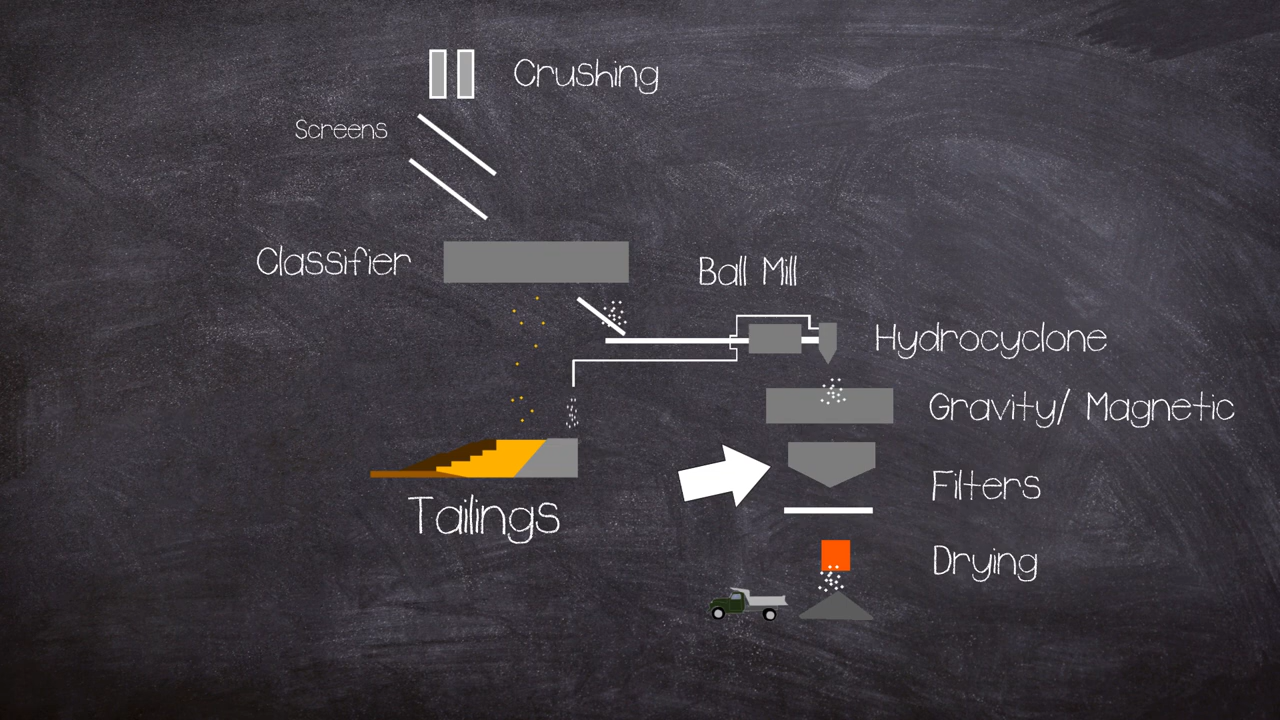 Crushing
Screens
Classifier
Ball Mill
Hydrocyclone
Gravity/ Magnetic
Filters
Tailings
Drying